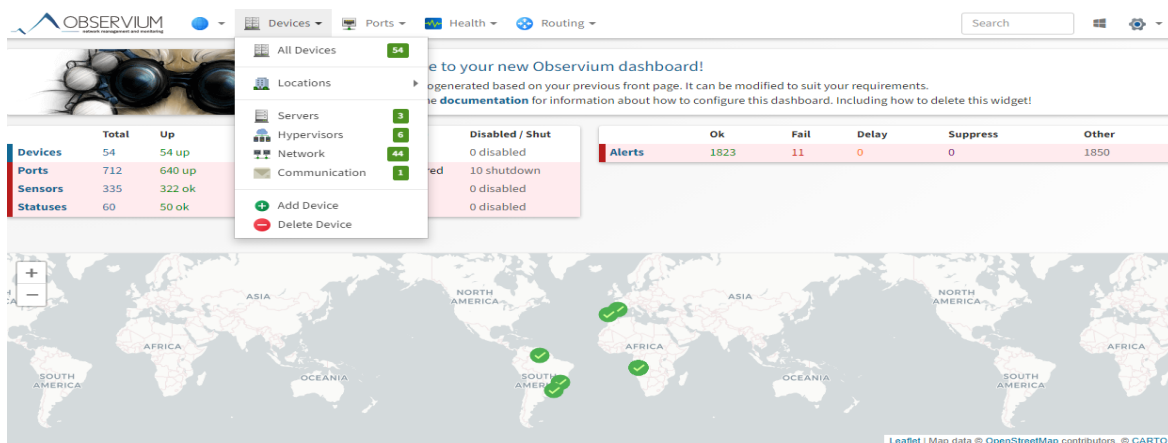 OBSERVIUM
network management and monitoring
Devices Ports Health Routing Search
All Devices 54
Locations
Servers 3
Hypervisors 6
Network 44
Communication 1
Add Device
Delete Device
e to your new Observium dashboard!
ogenerated based on your previous front page. It can be modified to suit your requirements.
he documentation for information about how to configure this dashboard. Including how to delete this widget!
Total Up Disabled / Shut
Devices 54 54 up 0 disabled
Ports 712 640 up red 10 shutdown
Sensors 335 322 ok 0 disabled
Statuses 60 50 ok 0 disabled
Ok Fail Delay Suppress Other
Alerts 1823 11 0 0 1850
+
−
ASIA
NORTH
AMERICA
ASIA
NORTH
AMERICA
AFRICA
AFRICA
AFRICA
SOUTH
AMERICA
OCEANIA
SOUTH
OCEANIA
SOUTH
AMERICA
Leaflet | Map data © OpenStreetMap contributors, © CARTO